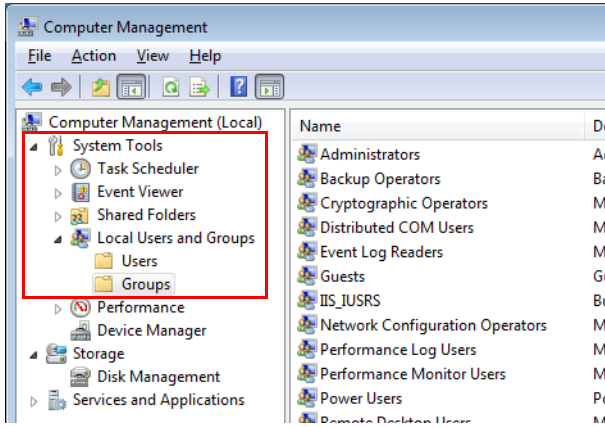 Computer Management
File Action View Help
Computer Management (Local)
System Tools
Task Scheduler
Event Viewer
Shared Folders
Local Users and Groups
Users
Groups
Performance
Device Manager
Storage
Disk Management
Services and Applications
Name
Administrators
Backup Operators
Cryptographic Operators
Distributed COM Users
Event Log Readers
Guests
IIS_IUSRS
Network Configuration Operators
Performance Log Users
Performance Monitor Users
Power Users
Remote Desktop Users